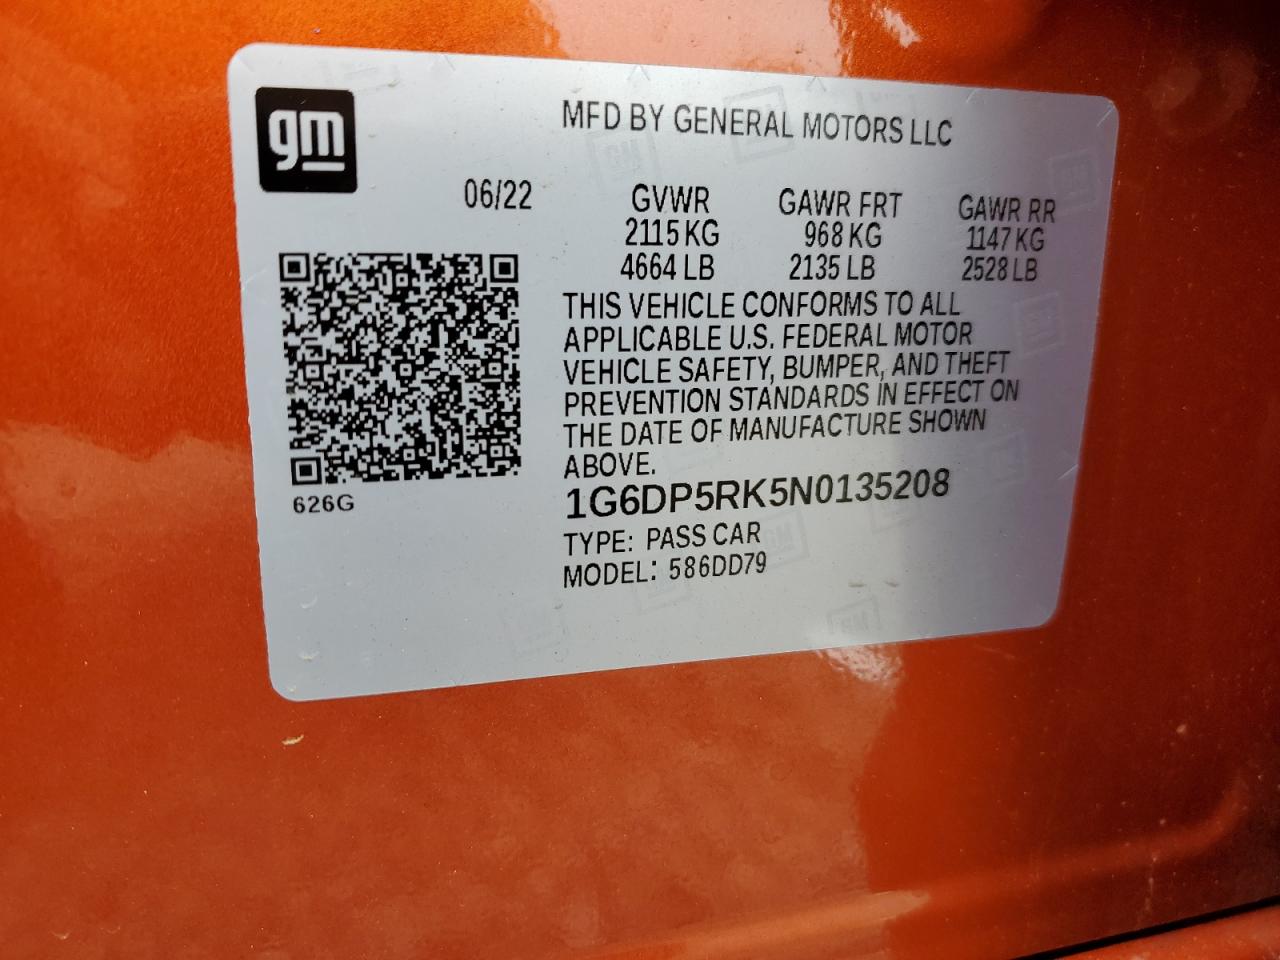 gm
MFD BY GENERAL MOTORS LLC
06/22 GVWR GAWR FRT GAWR RR
2115 KG 968 KG 1147 KG
4664 LB 2135 LB 2528 LB
THIS VEHICLE CONFORMS TO ALL
APPLICABLE U.S. FEDERAL MOTOR
VEHICLE SAFETY, BUMPER, AND THEFT
PREVENTION STANDARDS IN EFFECT ON
THE DATE OF MANUFACTURE SHOWN
ABOVE.
626G
1G6DP5RK5N0135208
TYPE: PASS CAR
MODEL: 586DD79